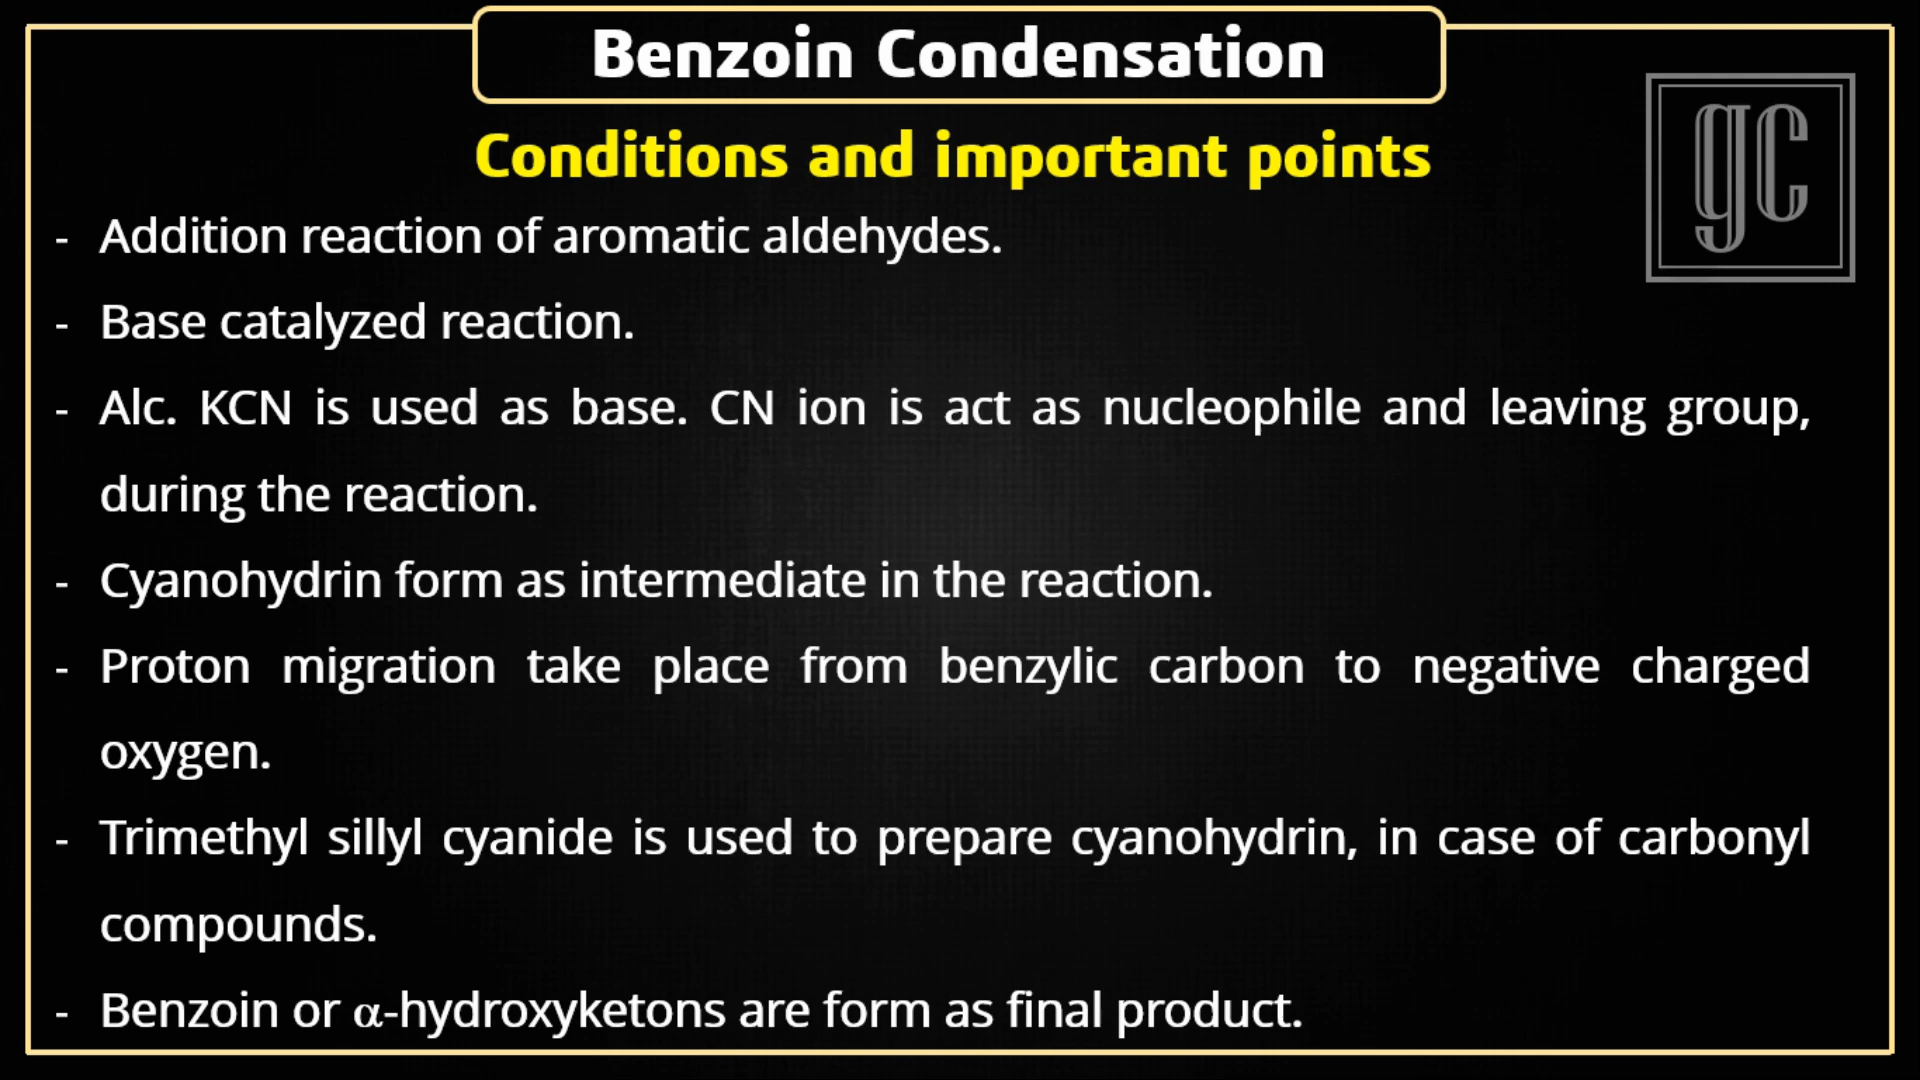 Benzoin Condensation
Conditions and important points
gc
- Addition reaction of aromatic aldehydes.
- Base catalyzed reaction.
- Alc. KCN is used as base. CN ion is act as nucleophile and leaving group,
during the reaction.
- Cyanohydrin form as intermediate in the reaction.
- Proton migration take place from benzylic carbon to negative charged
oxygen.
- Trimethyl sillyl cyanide is used to prepare cyanohydrin, in case of carbonyl
compounds.
- Benzoin or α-hydroxyketons are form as final product.